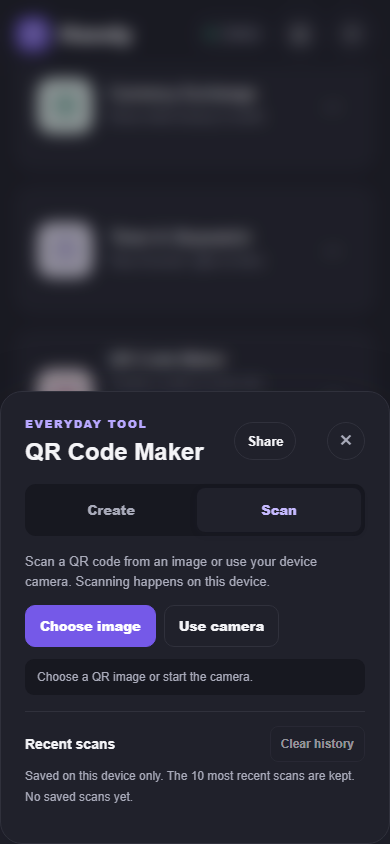 EVERYDAY TOOL
QR Code Maker
Share
✕
Create
Scan
Scan a QR code from an image or use your device
camera. Scanning happens on this device.
Choose image
Use camera
Choose a QR image or start the camera.
Recent scans
Clear history
Saved on this device only. The 10 most recent scans are kept.
No saved scans yet.